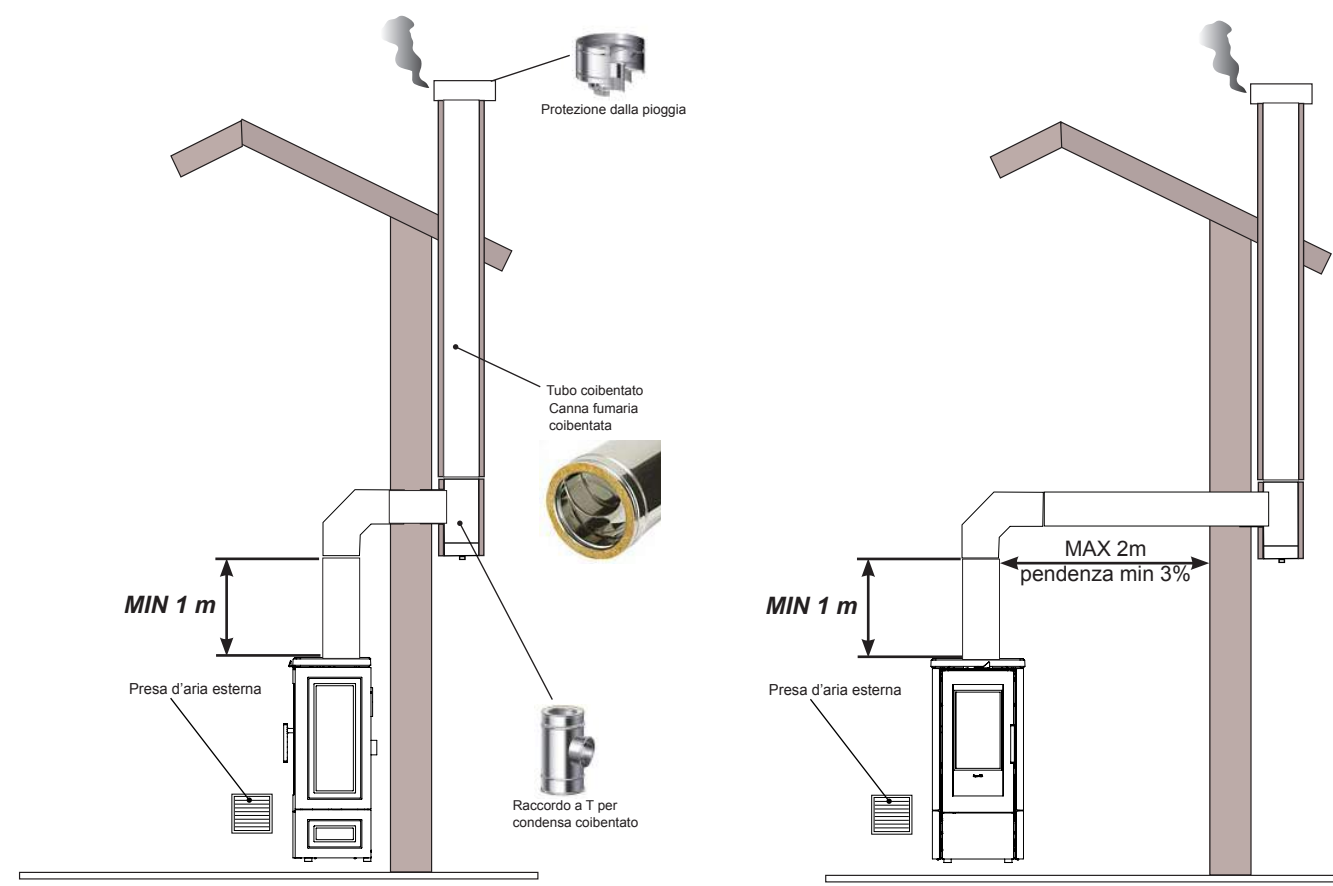 Protezione dalla pioggia
Tubo coibentato
Canna fumaria
coibentata
MIN 1 m
Presa d'aria esterna
Raccordo a T per
condensa coibentato
MAX 2m
pendenza min 3%
MIN 1 m
Presa d'aria esterna